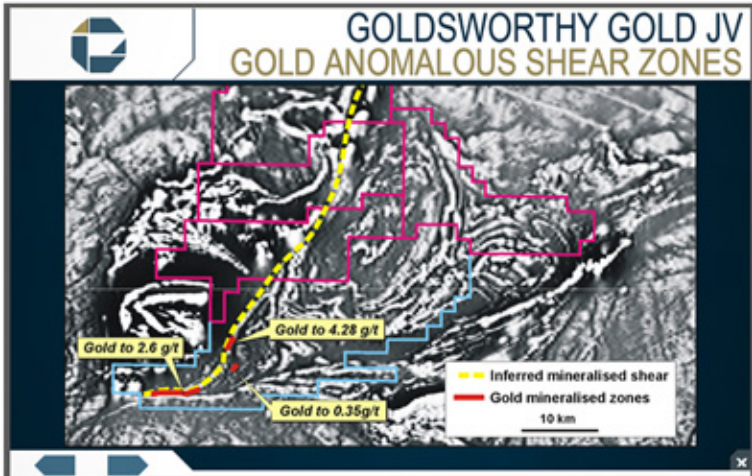 GOLDSWORTHY GOLD JV
GOLD ANOMALOUS SHEAR ZONES
Gold to 4.28 g/t
Gold to 2.6 g/t
Gold to 0.35g/t
Inferred mineralised shear
Gold mineralised zones
10 km